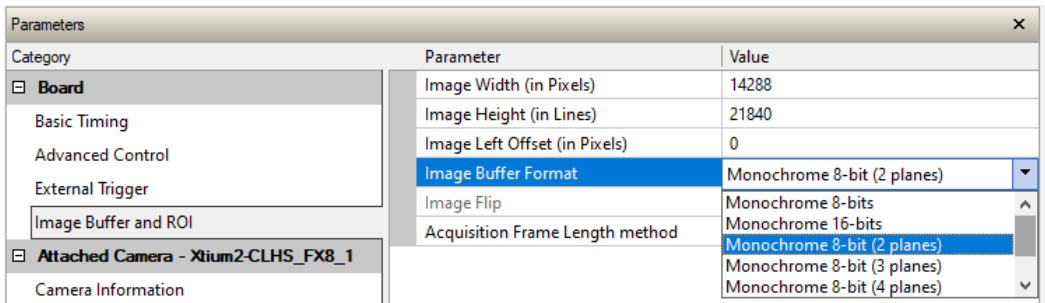 Parameters
Category Parameter Value
Board
Basic Timing
Advanced Control
External Trigger
Image Buffer and ROI
Attached Camera - Xtium2-CLHS_FX8_1
Camera Information
Image Width (in Pixels) 14288
Image Height (in Lines) 21840
Image Left Offset (in Pixels) 0
Image Buffer Format Monochrome 8-bit (2 planes)
Image Flip
Acquisition Frame Length method
Monochrome 8-bits
Monochrome 16-bits
Monochrome 8-bit (2 planes)
Monochrome 8-bit (3 planes)
Monochrome 8-bit (4 planes)